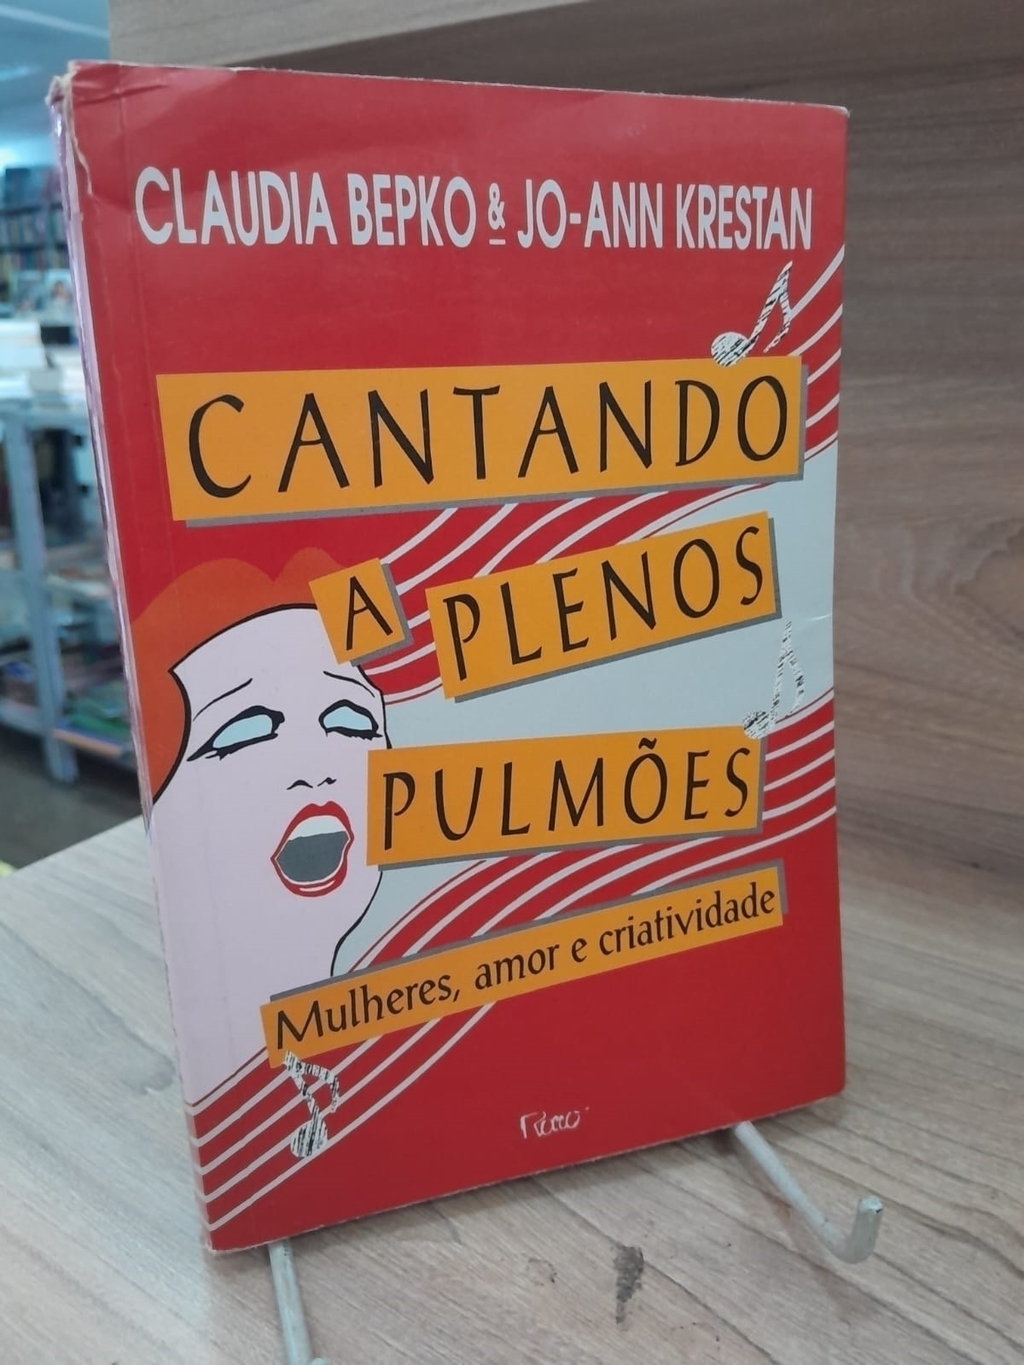 CLAUDIA BEPKO & JO-ANN KRESTAN
CANTANDO
A PLENOS
PULMÕES
Mulheres, amor e criatividade
Rocco